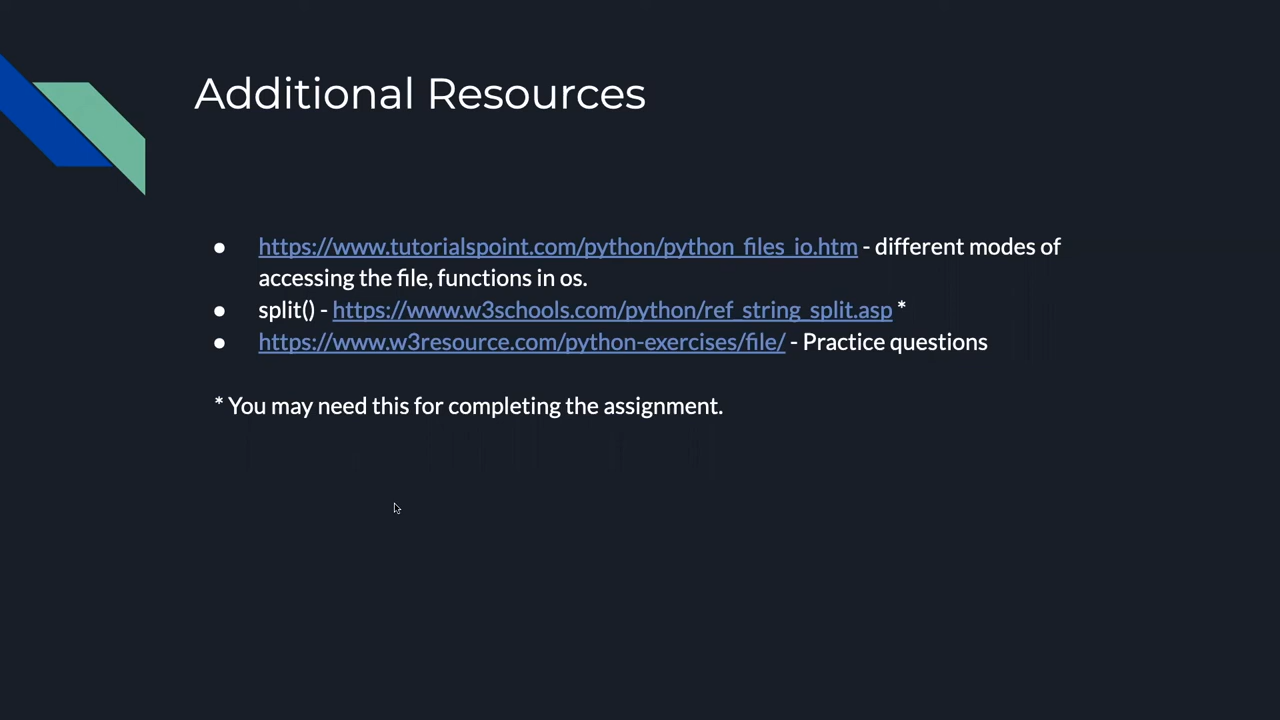 Additional Resources
● https://www.tutorialspoint.com/python/python_files_io.htm - different modes of
accessing the file, functions in os.
● split() - https://www.w3schools.com/python/ref_string_split.asp *
● https://www.w3resource.com/python-exercises/file/ - Practice questions
* You may need this for completing the assignment.